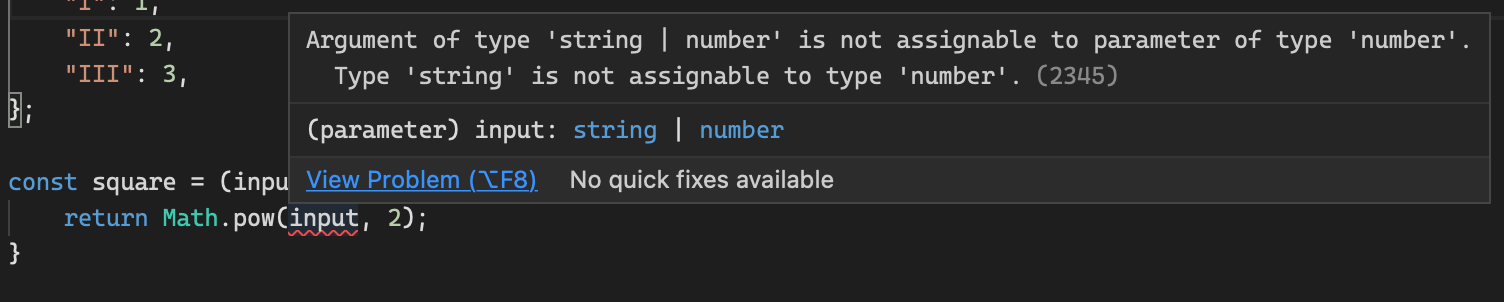 "I": 1,
"II": 2,
"III": 3,
};
Argument of type 'string | number' is not assignable to parameter of type 'number'.
Type 'string' is not assignable to type 'number'. (2345)
(parameter) input: string | number
View Problem (⌥F8) No quick fixes available
const square = (inpu
return Math.pow(input, 2);
}